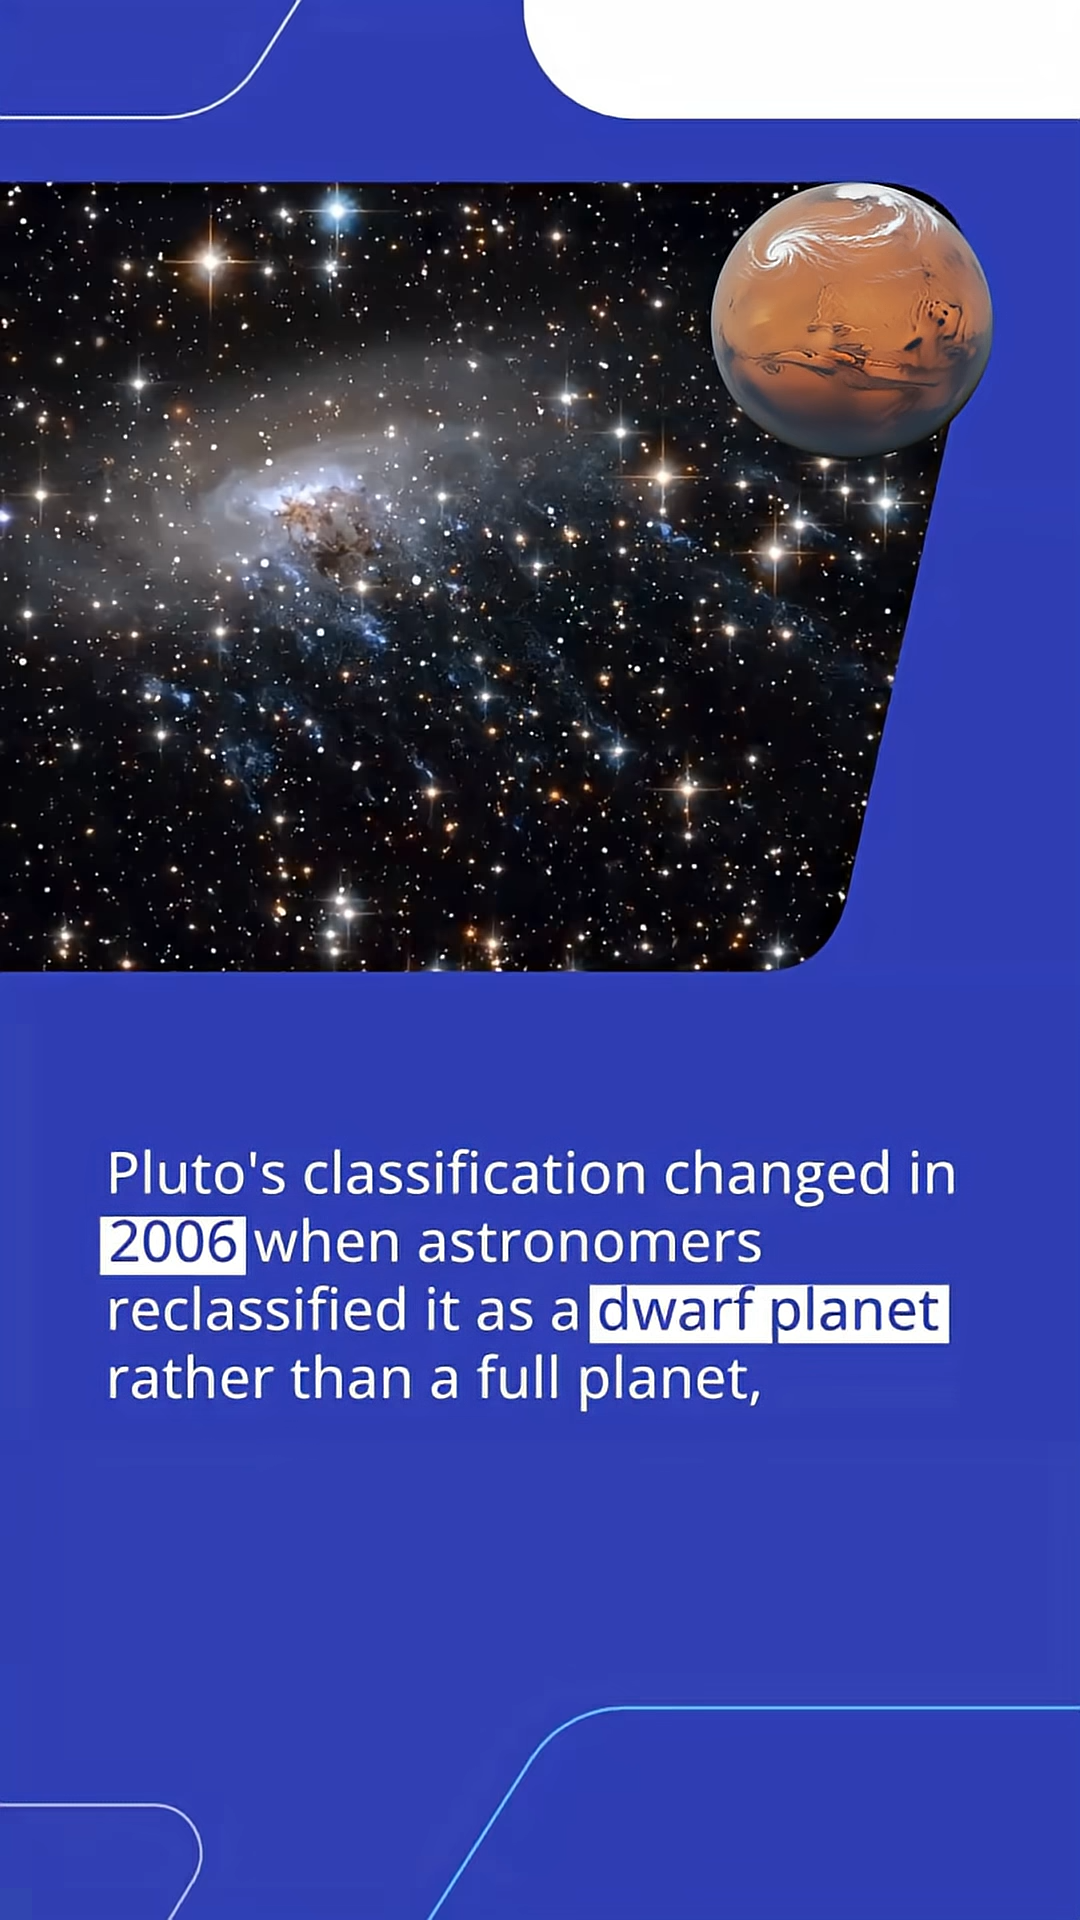 Pluto's classification changed in
2006 when astronomers
reclassified it as a dwarf planet
rather than a full planet,